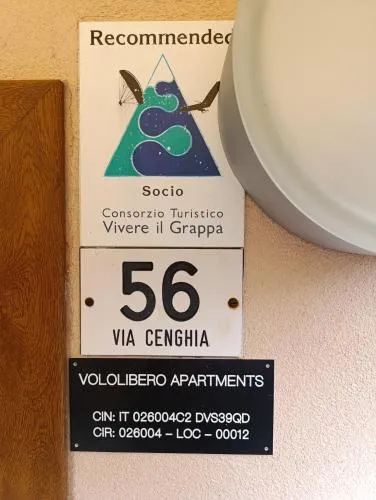 Recommended
Socio
Consorzio Turistico
Vivere il Grappa
56
VIA CENGHIA
VOLOLIBERO APARTMENTS
CIN: IT 026004C2 DVS39QD
CIR: 026004 – LOC – 00012